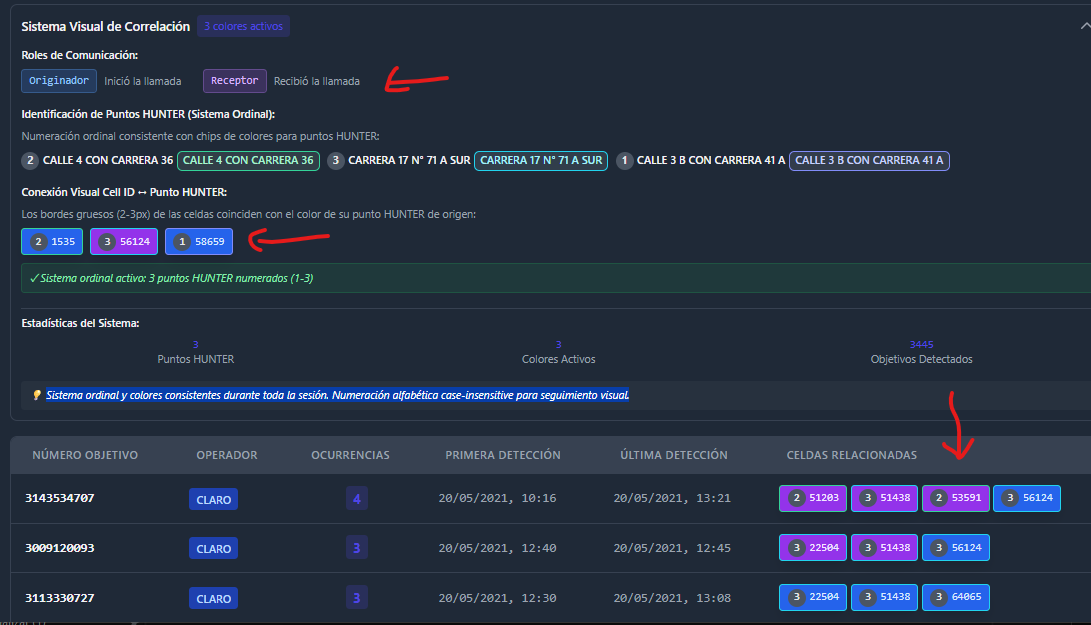 Sistema Visual de Correlación 3 colores activos
Roles de Comunicación:
Originador Inició la llamada Receptor Recibió la llamada
Identificación de Puntos HUNTER (Sistema Ordinal):
Numeración ordinal consistente con chips de colores para puntos HUNTER:
2 CALLE 4 CON CARRERA 36 CALLE 4 CON CARRERA 36 3 CARRERA 17 N° 71 A SUR CARRERA 17 N° 71 A SUR 1 CALLE 3 B CON CARRERA 41 A CALLE 3 B CON CARRERA 41 A
Conexión Visual Cell ID ↔ Punto HUNTER:
Los bordes gruesos (2-3px) de las celdas coinciden con el color de su punto HUNTER de origen:
2 1535 3 56124 1 58659
✓Sistema ordinal activo: 3 puntos HUNTER numerados (1-3)
Estadísticas del Sistema:
3 3 3445
Puntos HUNTER Colores Activos Objetivos Detectados
💡 Sistema ordinal y colores consistentes durante toda la sesión. Numeración alfabética case-insensitive para seguimiento visual.
NÚMERO OBJETIVO OPERADOR OCURRENCIAS PRIMERA DETECCIÓN ÚLTIMA DETECCIÓN CELDAS RELACIONADAS
3143534707 CLARO 4 20/05/2021, 10:16 20/05/2021, 13:21 2 51203 3 51438 2 53591 3 56124
3009120093 CLARO 3 20/05/2021, 12:40 20/05/2021, 12:45 3 22504 3 51438 3 56124
3113330727 CLARO 3 20/05/2021, 12:30 20/05/2021, 13:08 3 22504 3 51438 3 64065